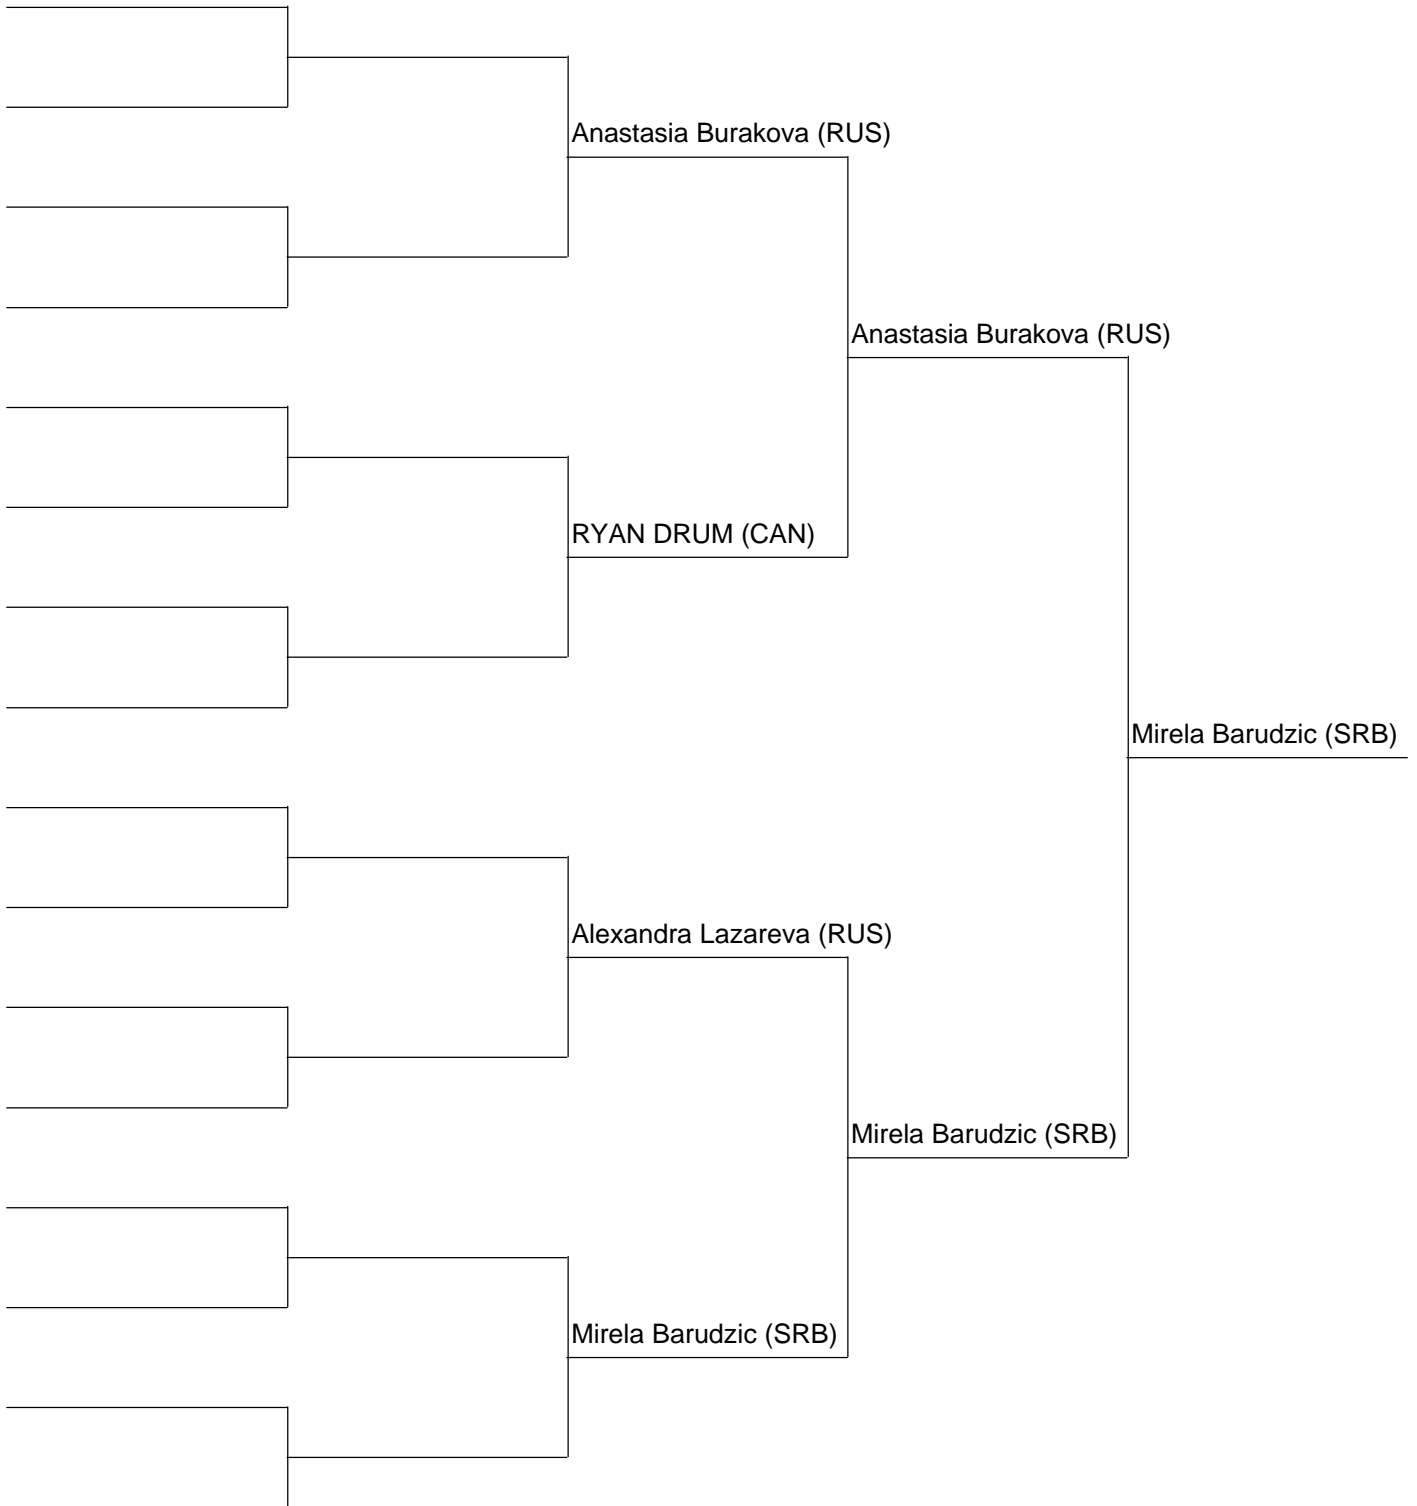 Anastasia Burakova (RUS)
Anastasia Burakova (RUS)
RYAN DRUM (CAN)
Mirela Barudzic (SRB)
Alexandra Lazareva (RUS)
Mirela Barudzic (SRB)
Mirela Barudzic (SRB)